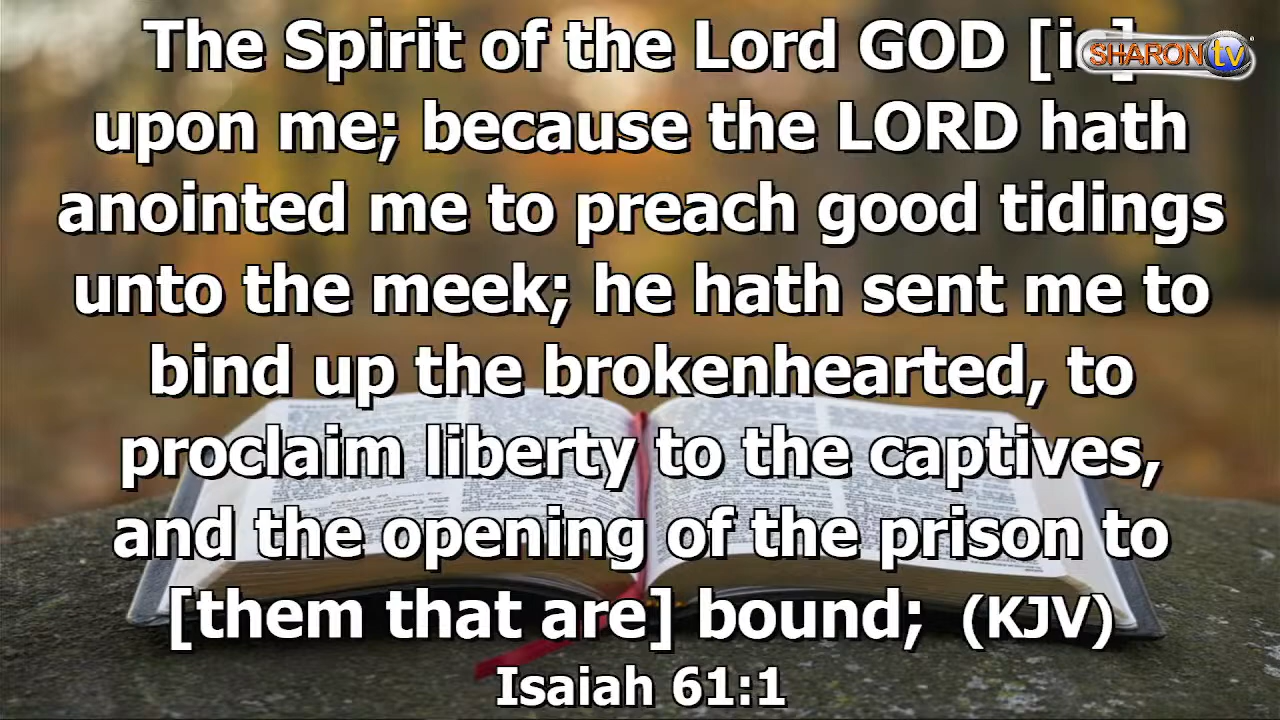 The Spirit of the Lord GOD [is]
SHARON tv
upon me; because the LORD hath
anointed me to preach good tidings
unto the meek; he hath sent me to
bind up the brokenhearted, to
proclaim liberty to the captives,
and the opening of the prison to
[them that are] bound; (KJV)
Isaiah 61:1